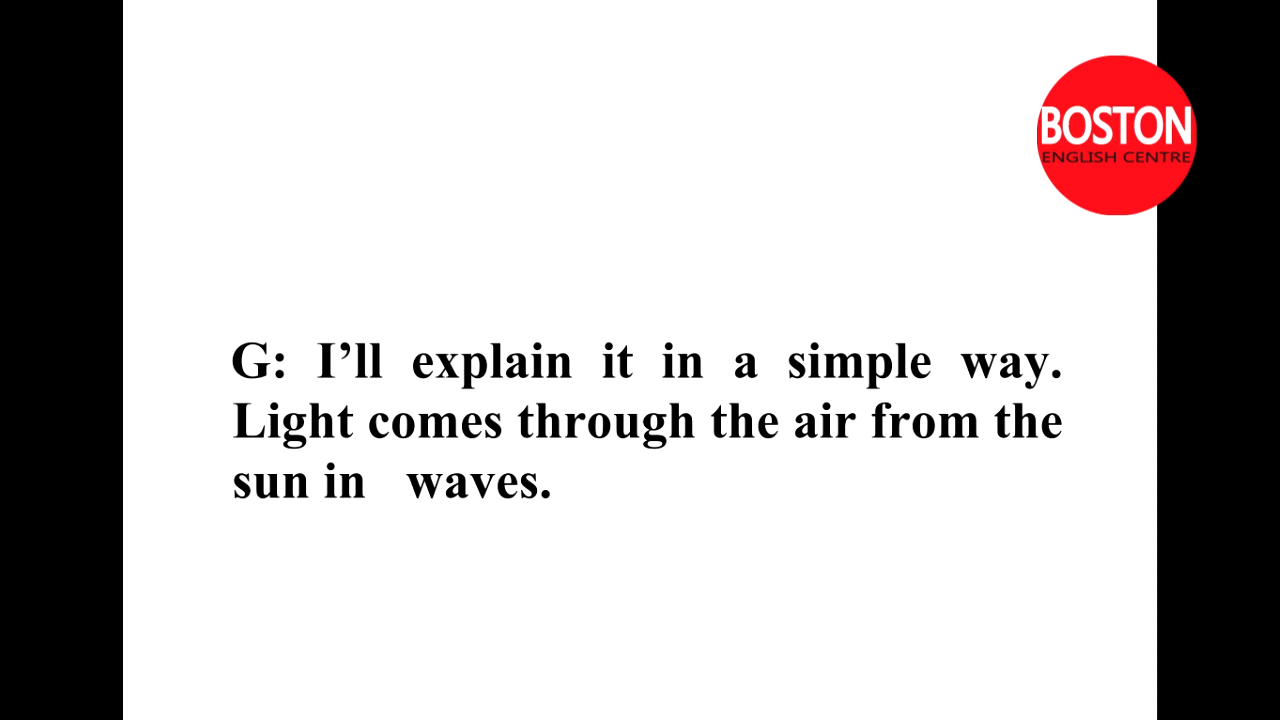 BOSTON
ENGLISH CENTRE
G: I’ll explain it in a simple way.
Light comes through the air from the
sun in waves.